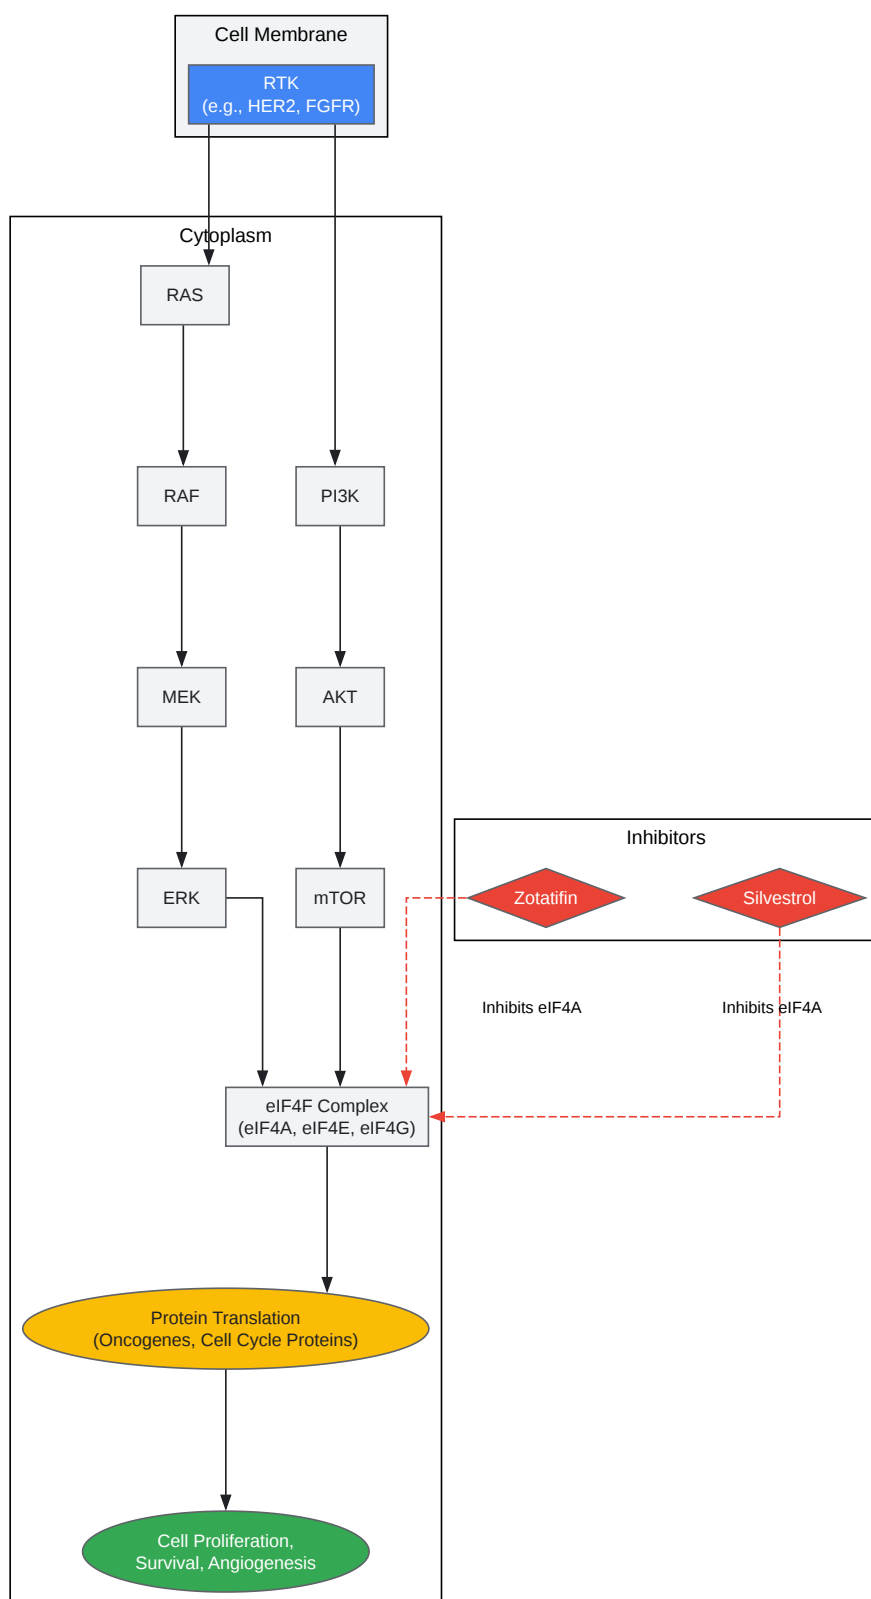 Cell Membrane
RTK
(e.g., HER2, FGFR)
Cytoplasm
RAS
RAF
PI3K
MEK
AKT
Inhibitors
ERK
mTOR
Zotatifin
Silvestrol
Inhibits eIF4A
Inhibits eIF4A
eIF4F Complex
(eIF4A, eIF4E, eIF4G)
Protein Translation
(Oncogenes, Cell Cycle Proteins)
Cell Proliferation,
Survival, Angiogenesis